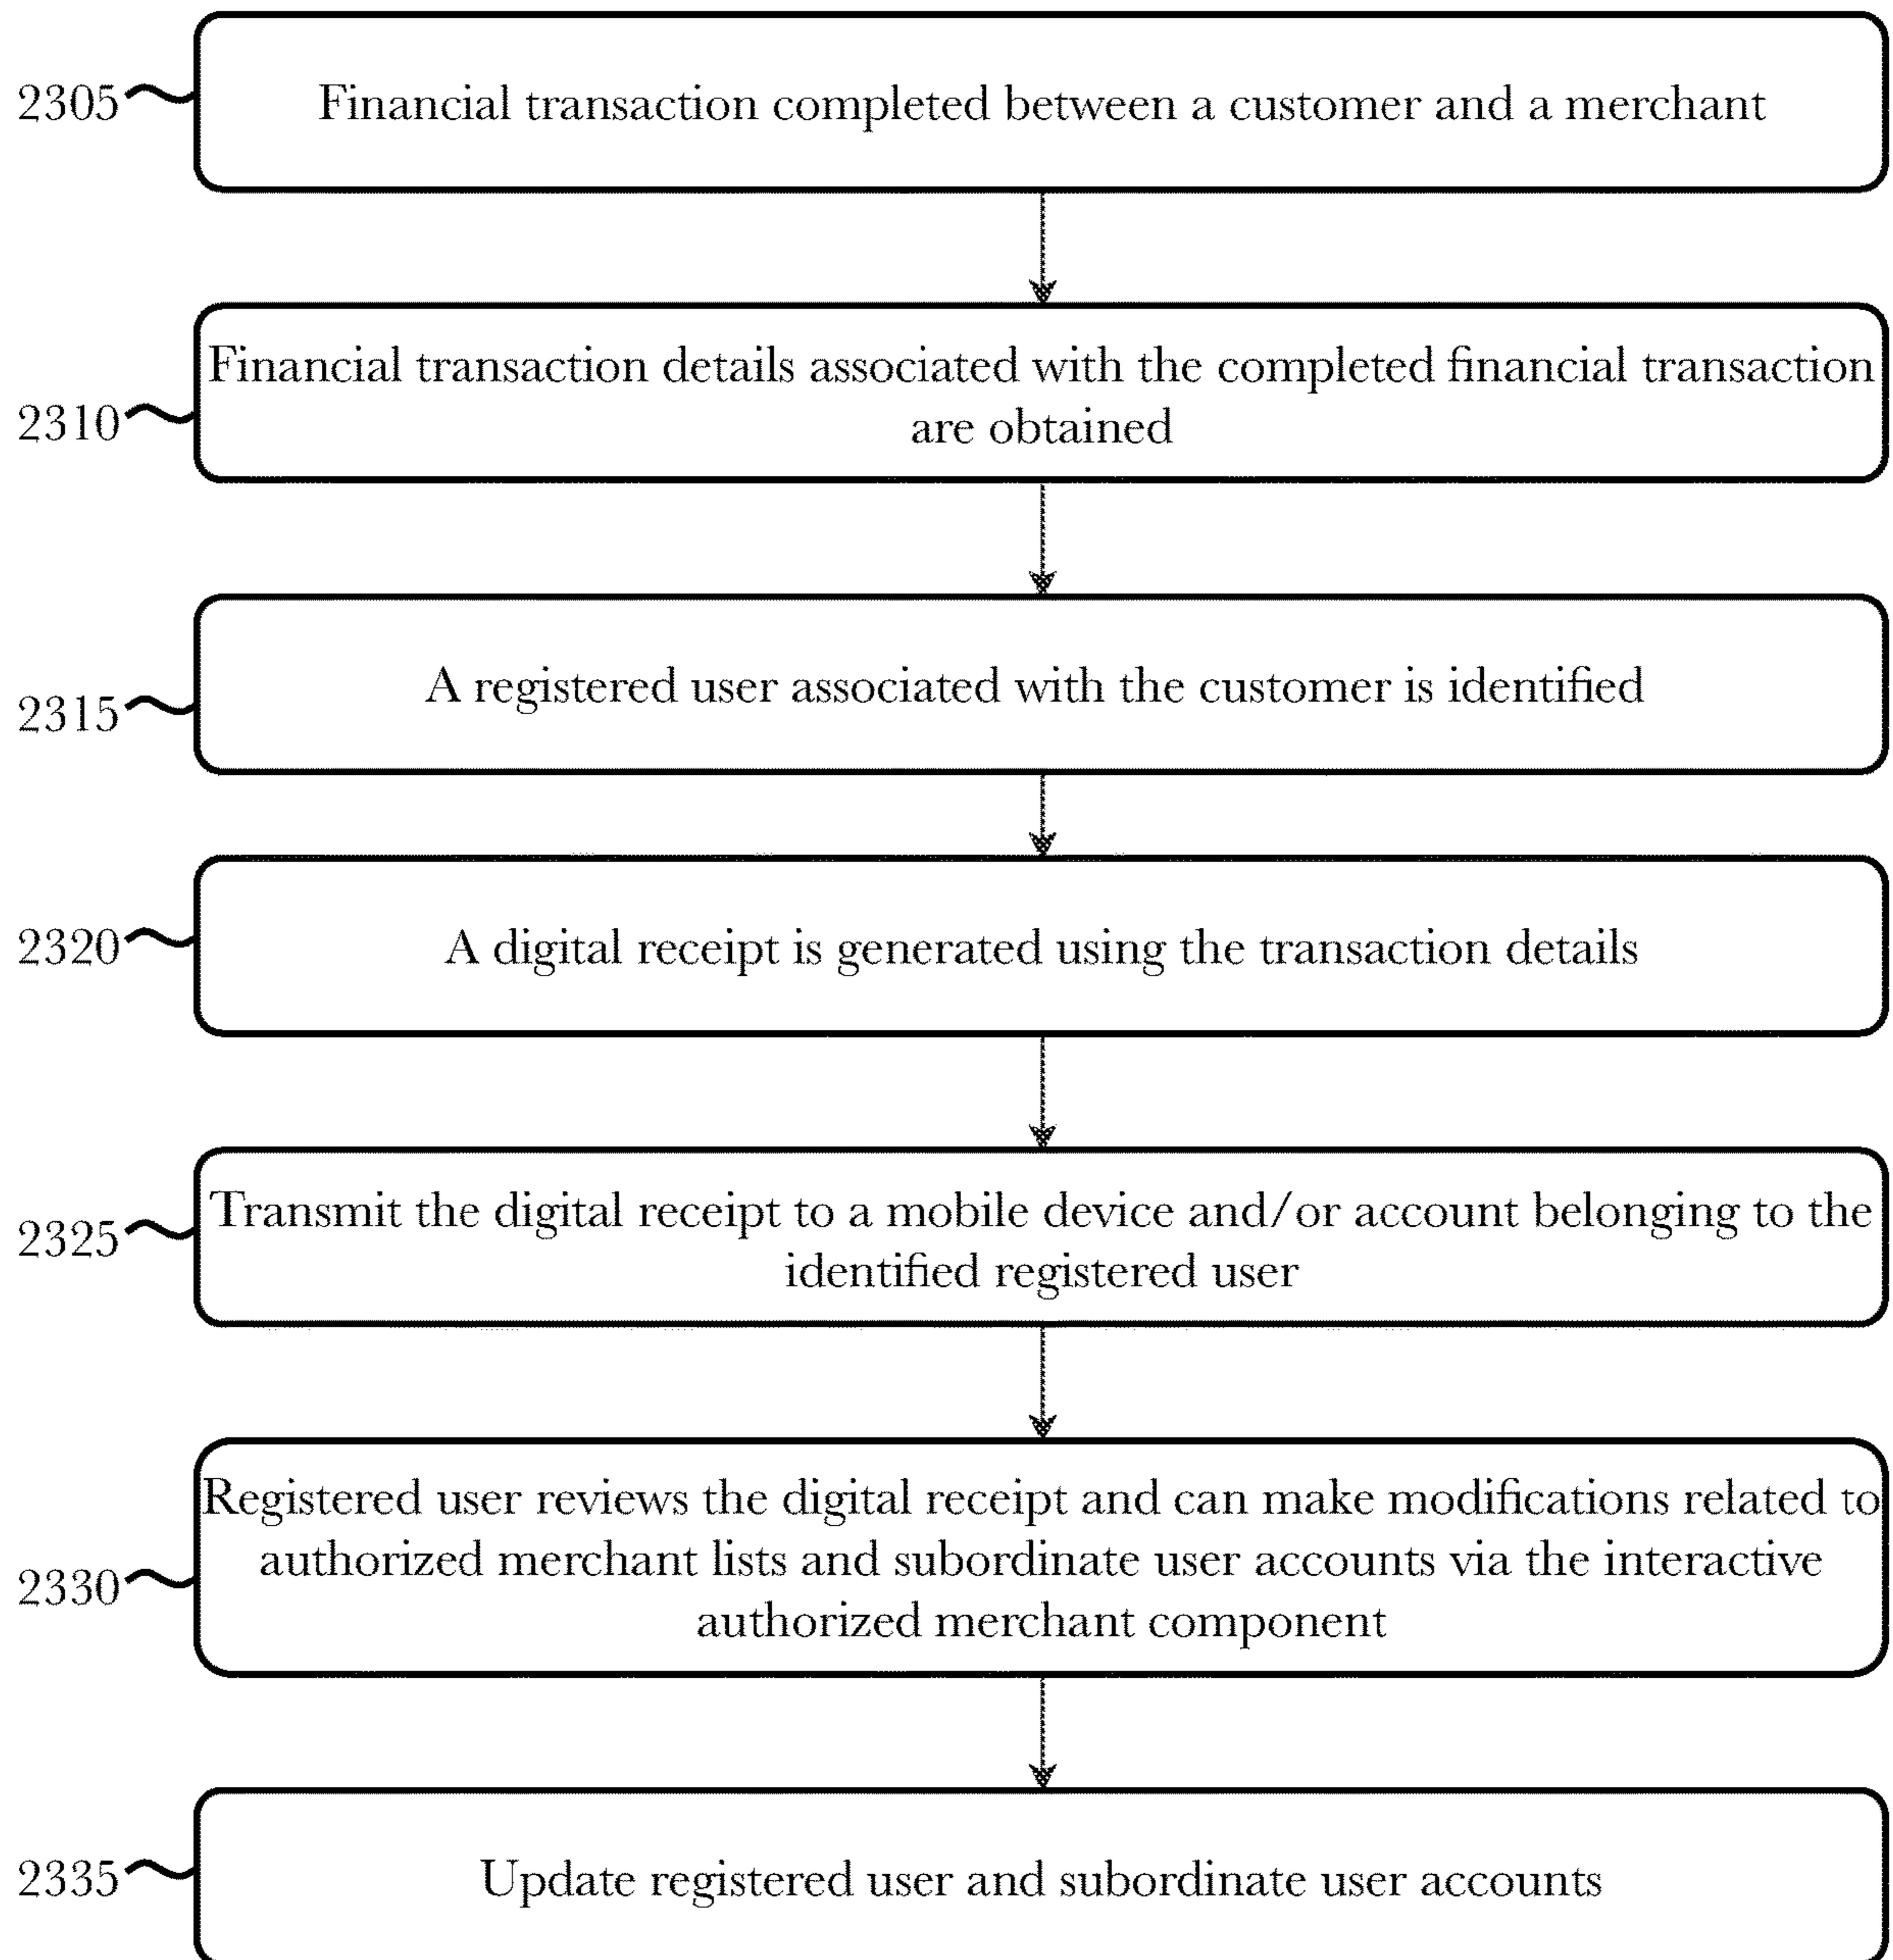 2305
Financial transaction completed between a customer and a merchant
Financial transaction details associated with the completed financial transaction
2310
are obtained
A registered user associated with the customer is identified
2315
2320
A digital receipt is generated using the transaction details
Transmit the digital receipt to a mobile device and/or account belonging to the
2325
identified registered user
Registered user reviews the digital receipt and can make modifications related to
authorized merchant lists and subordinate user accounts via the interactive
2330
authorized merchant component
2335
Update registered user and subordinate user accounts